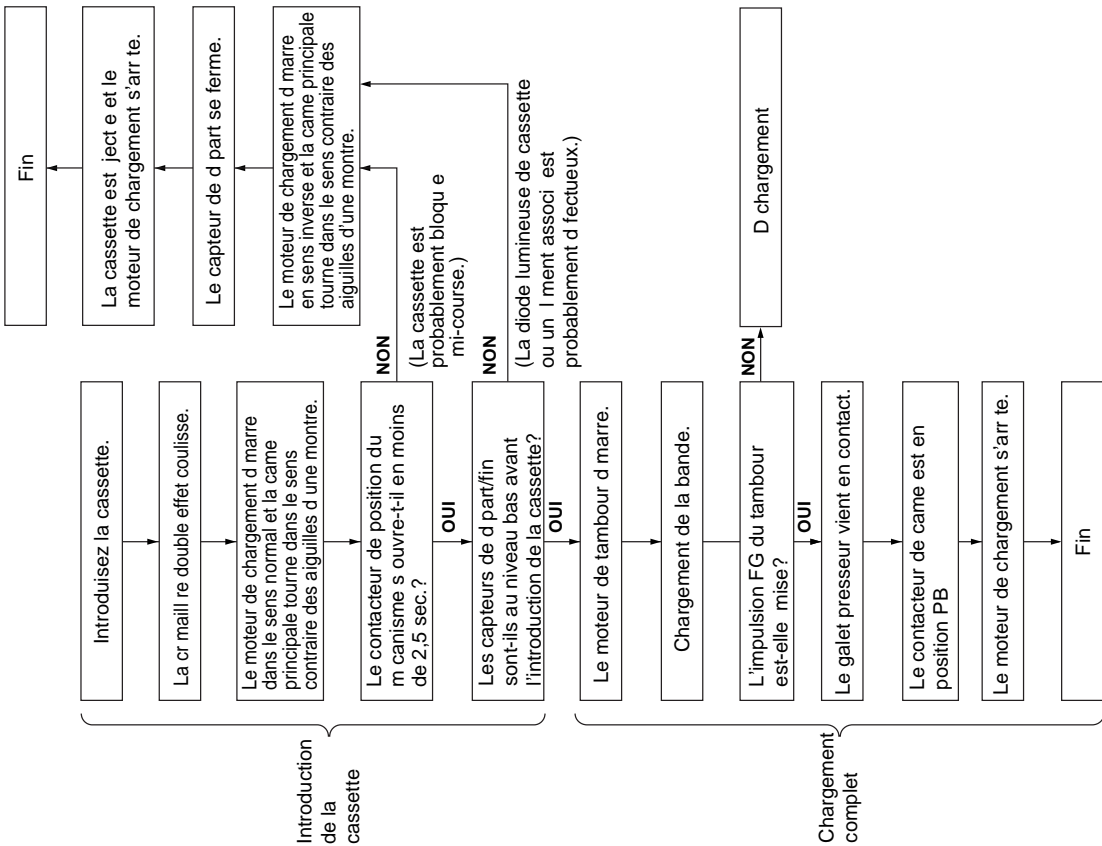 Introduction
de la
cassette
Introduisez la cassette.
La cr maill re double effet coulisse.
Le moteur de chargement d marre
dans le sens normal et la came
principale tourne dans le sens
contraire des aiguilles d une montre.
Le contacteur de position du
m canisme s ouvre-t-il en moins
de 2,5 sec.?
NON
(La cassette est
probablement bloqu e
mi-course.)
OUI
Les capteurs de d part/fin
sont-ils au niveau bas avant
l'introduction de la cassette?
NON
(La diode lumineuse de cassette
ou un l ment associ est
probablement d fectueux.)
OUI
Le moteur de chargement d marre
en sens inverse et la came principale
tourne dans le sens contraire des
aiguilles d'une montre.
Le capteur de d part se ferme.
La cassette est ject e et le
moteur de chargement s'arr te.
Fin
Chargement
complet
Le moteur de tambour d marre.
Chargement de la bande.
L'impulsion FG du tambour
est-elle mise?
NON
D chargement
OUI
Le galet presseur vient en contact.
Le contacteur de came est en
position PB
Le moteur de chargement s'arr te.
Fin